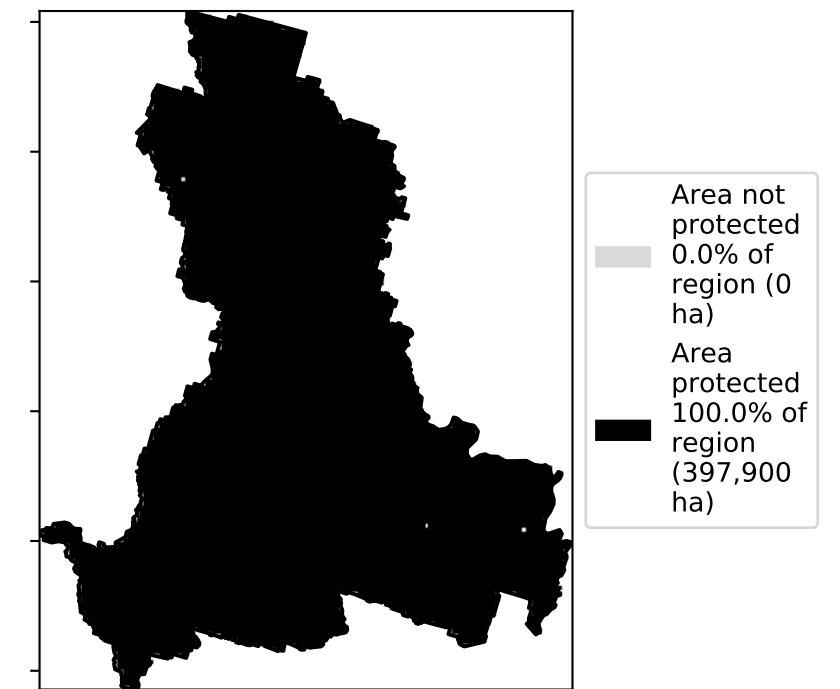 Area not
protected
0.0% of
region (0
ha)
Area
protected
100.0% of
region
(397,900
ha)